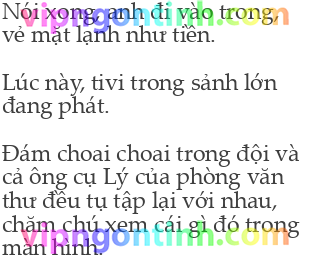 Nói xong, anh đi vào trong,
vẻ mặt lạnh như tiền.
Lúc này, tivi trong sảnh lớn
đang phát.
Đám choai choai trong đội và
cả ông cụ Lý của phòng văn
thư đều tụ tập lại với nhau,
chăm chú xem cái gì đó trong
màn hình.
vipngontinh.com
vipngontinh.com